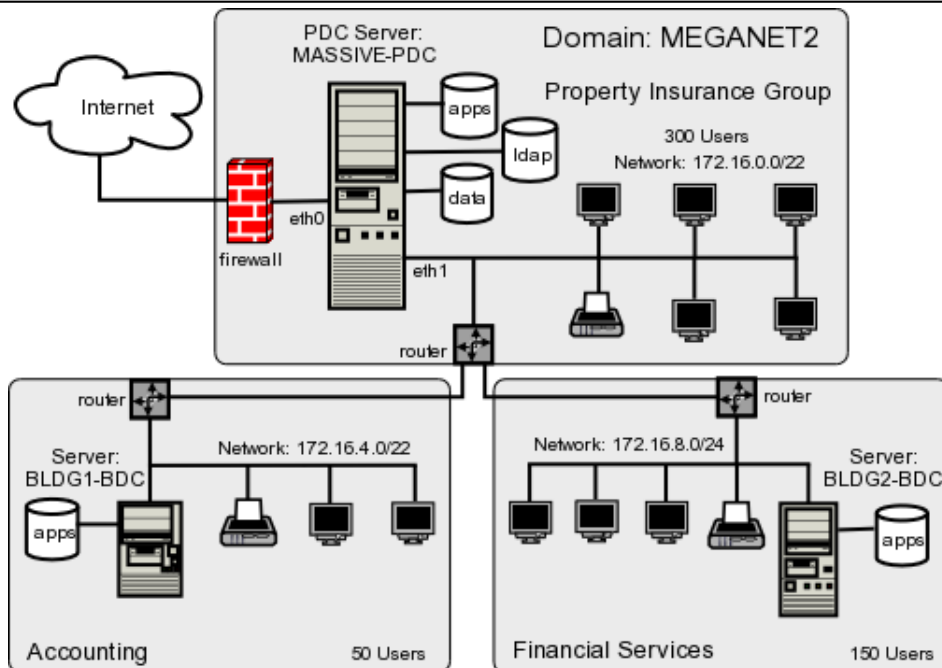 PDC Server:
MASSIVE-PDC
Domain: MEGANET2
Property Insurance Group
Internet
apps
ldap
data
300 Users
Network: 172.16.0.0/22
eth0
firewall
eth1
router
router
Network: 172.16.4.0/22
Server:
BLDG1-BDC
apps
Accounting
50 Users
router
Network: 172.16.8.0/24
Server:
BLDG2-BDC
apps
Financial Services
150 Users